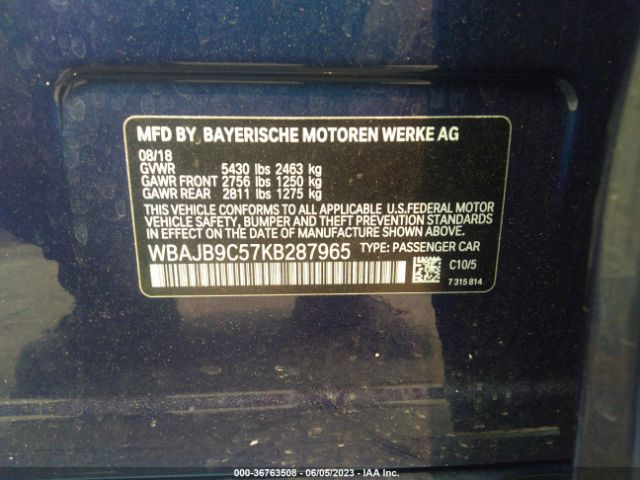 MFD BY BAYERISCHE MOTOREN WERKE AG
08/18
GVWR 5430 lbs 2463 kg
GAWR FRONT 2756 lbs 1250 kg
GAWR REAR 2811 lbs 1275 kg
THIS VEHICLE CONFORMS TO ALL APPLICABLE U.S.FEDERAL MOTOR
VEHICLE SAFETY, BUMPER AND THEFT PREVENTION STANDARDS
IN EFFECT ON THE DATE OF MANUFACTURE SHOWN ABOVE.
WBAJB9C57KB287965 TYPE: PASSENGER CAR
C10/5
7 315 814
000-36763508 - 06/05/2023 - IAA Inc.